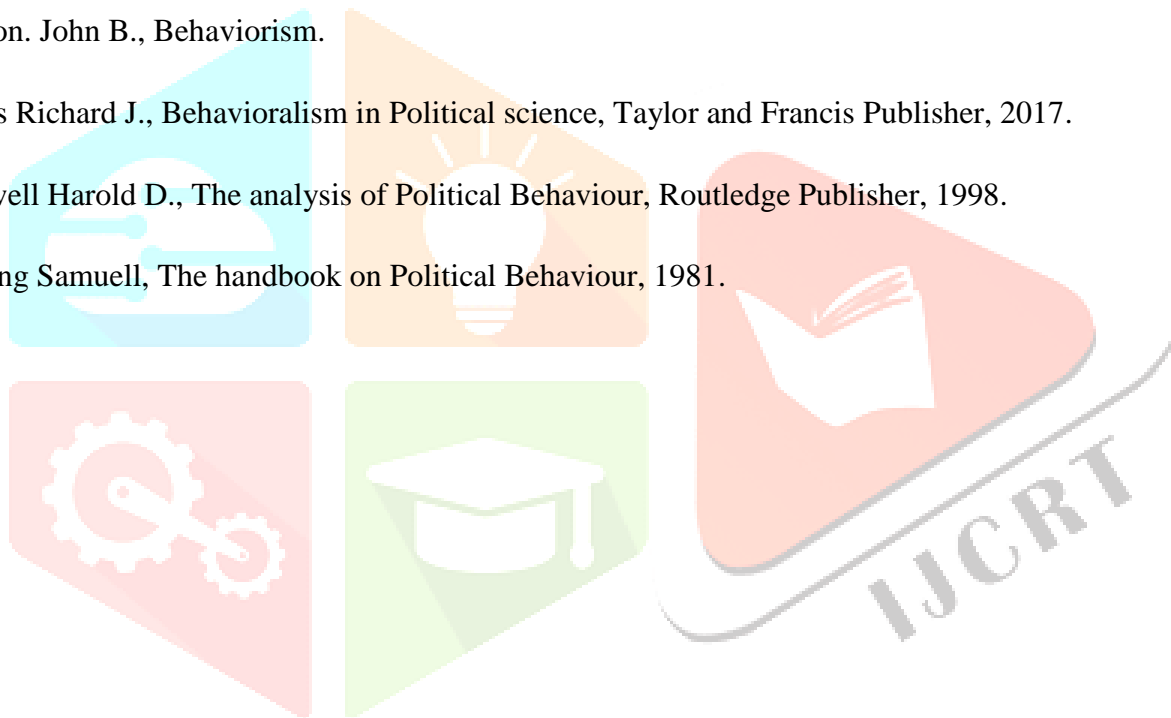 on. John B., Behaviorism.
s Richard J., Behavioralism in Political science, Taylor and Francis Publisher, 2017.
ell Harold D., The analysis of Political Behaviour, Routledge Publisher, 1998.
ng Samuell, The handbook on Political Behaviour, 1981.
IJCRT